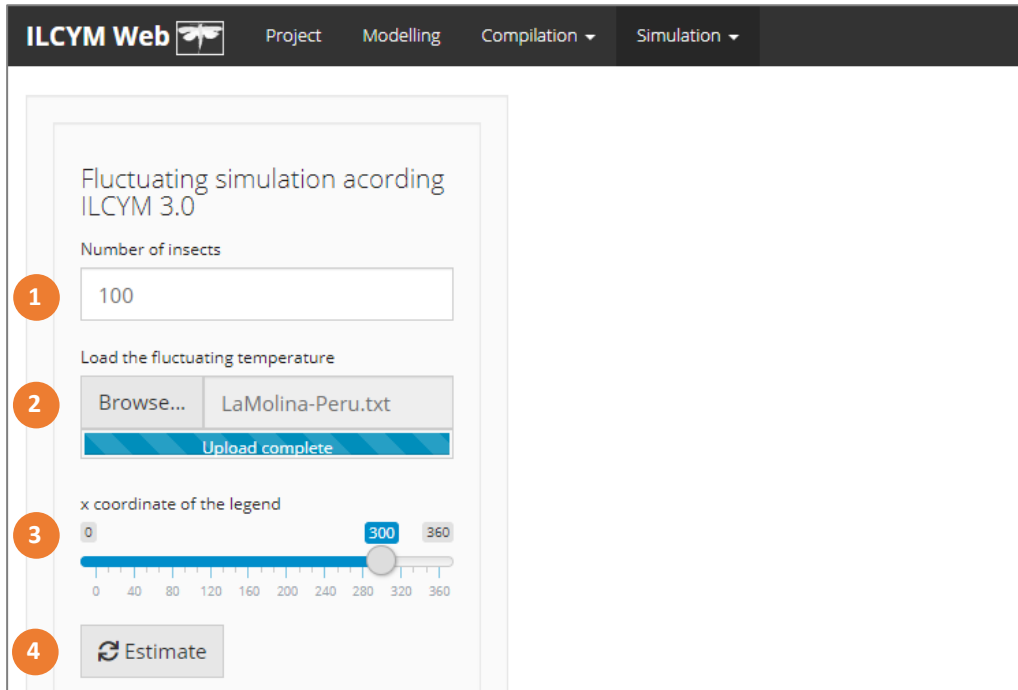 ILCYM Web Project Modelling Compilation Simulation
Fluctuating simulation acording
ILCYM 3.0
Number of insects
1 100
Load the fluctuating temperature
2 Browse... LaMolina-Peru.txt
Upload complete
x coordinate of the legend
3 0 300 360
0 40 80 120 160 200 240 280 320 360
4 Estimate